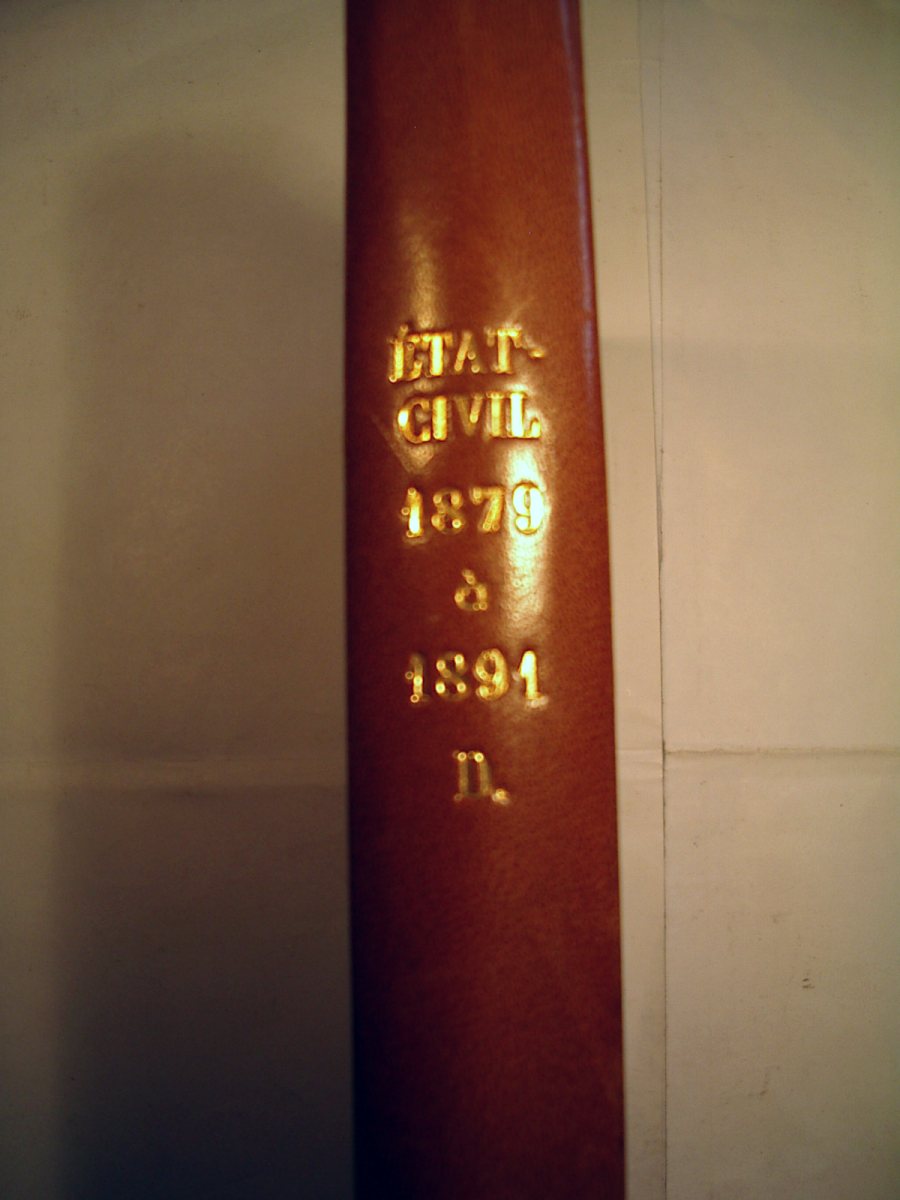 ÉTAT-
CIVIL
1879
à
1891
D.